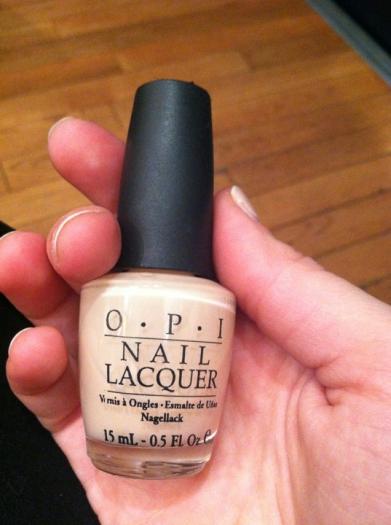 O · P · I
NAIL
LACQUER
Vernis à Ongles · Esmalte de Uñas
Nagellack
15 mL - 0.5 Fl Oz ℮